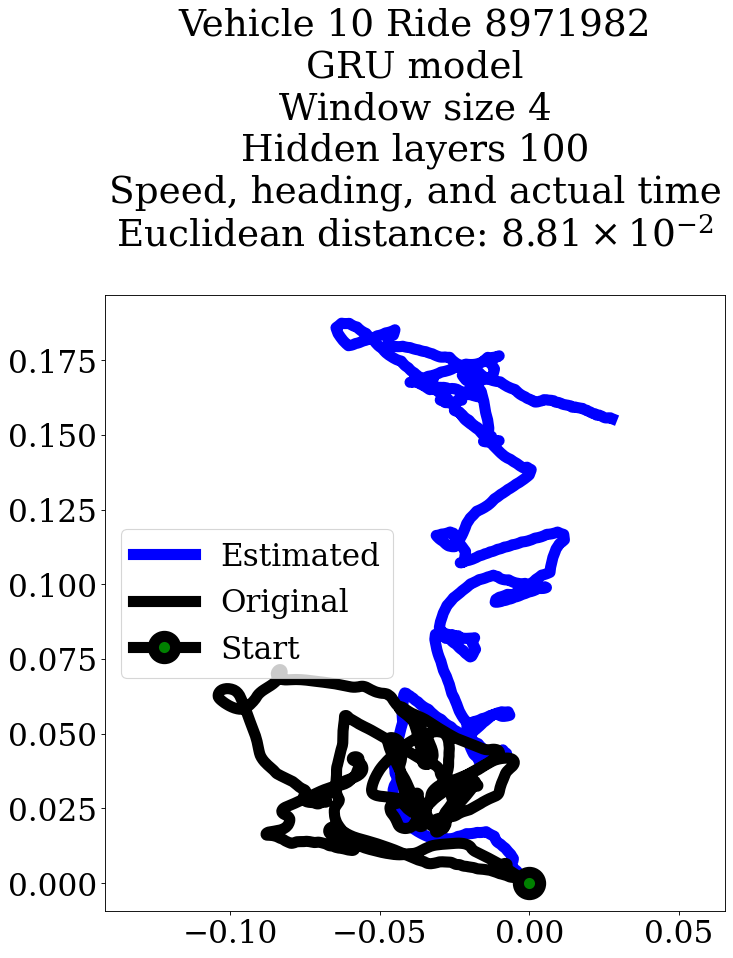 Vehicle 10 Ride 8971982
GRU model
Window size 4
Hidden layers 100
Speed, heading, and actual time
Euclidean distance: 8.81 × 10⁻²
0.175
0.150
0.125
0.100
0.075
0.050
0.025
0.000
Estimated
Original
Start
−0.10 −0.05 0.00 0.05